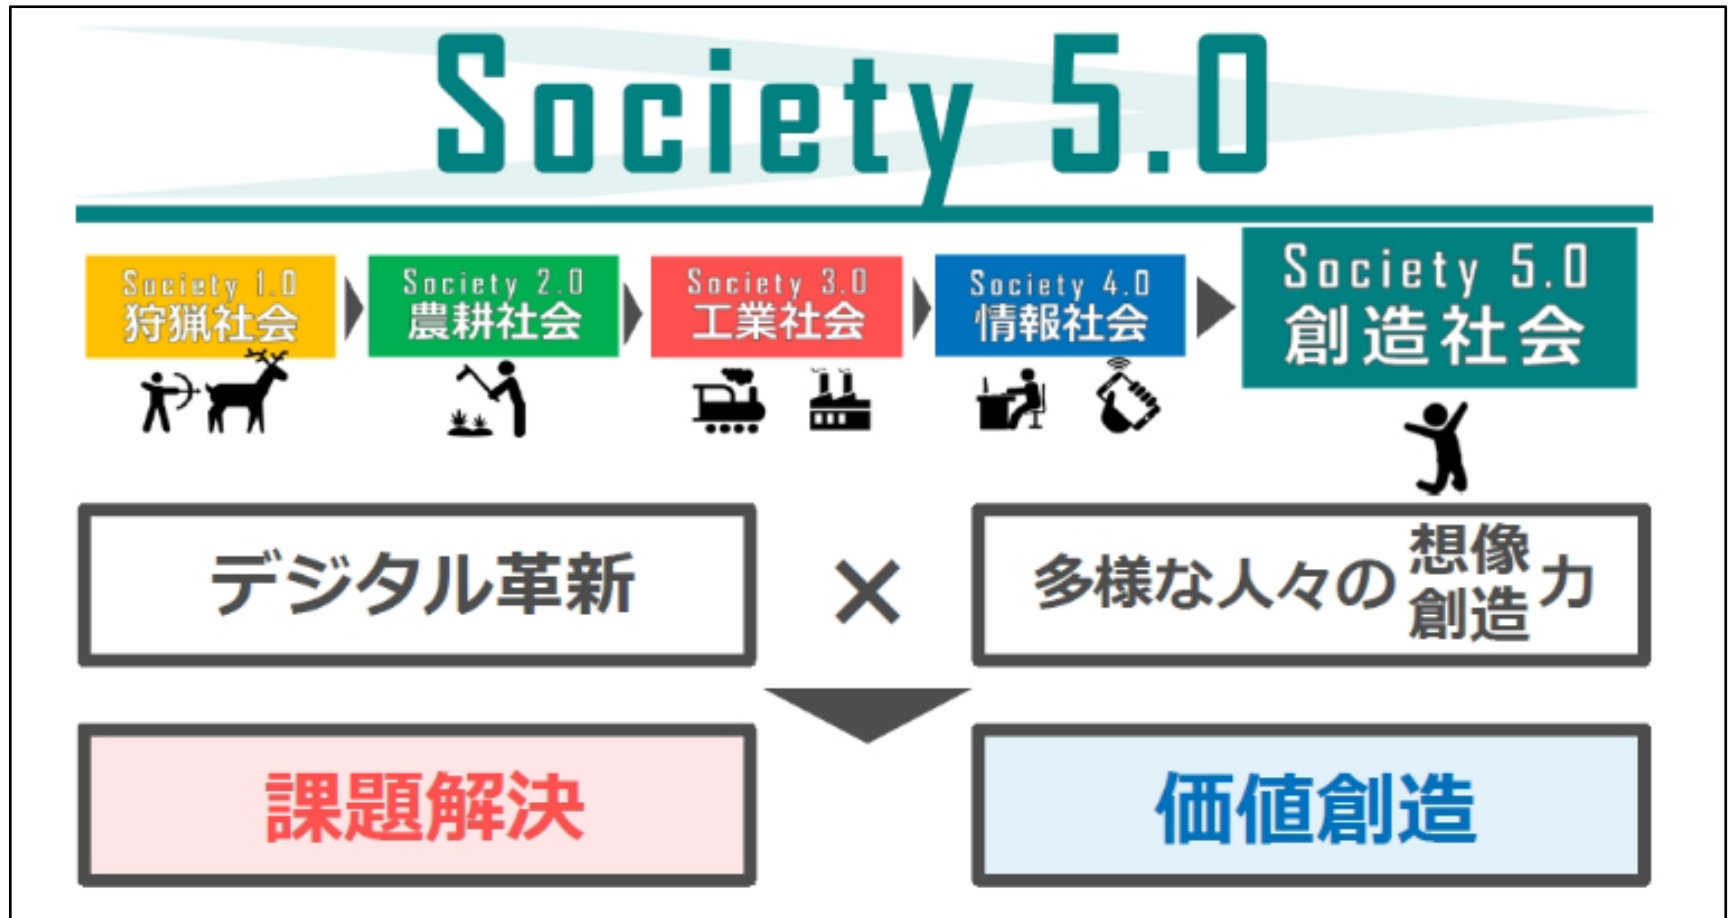 Society 5.0
Society 1.0
狩猟社会
Society 2.0
農耕社会
Society 3.0
工業社会
Society 4.0
情報社会
Society 5.0
創造社会
デジタル革新
×
多様な人々の想像創造力
課題解決
価値創造